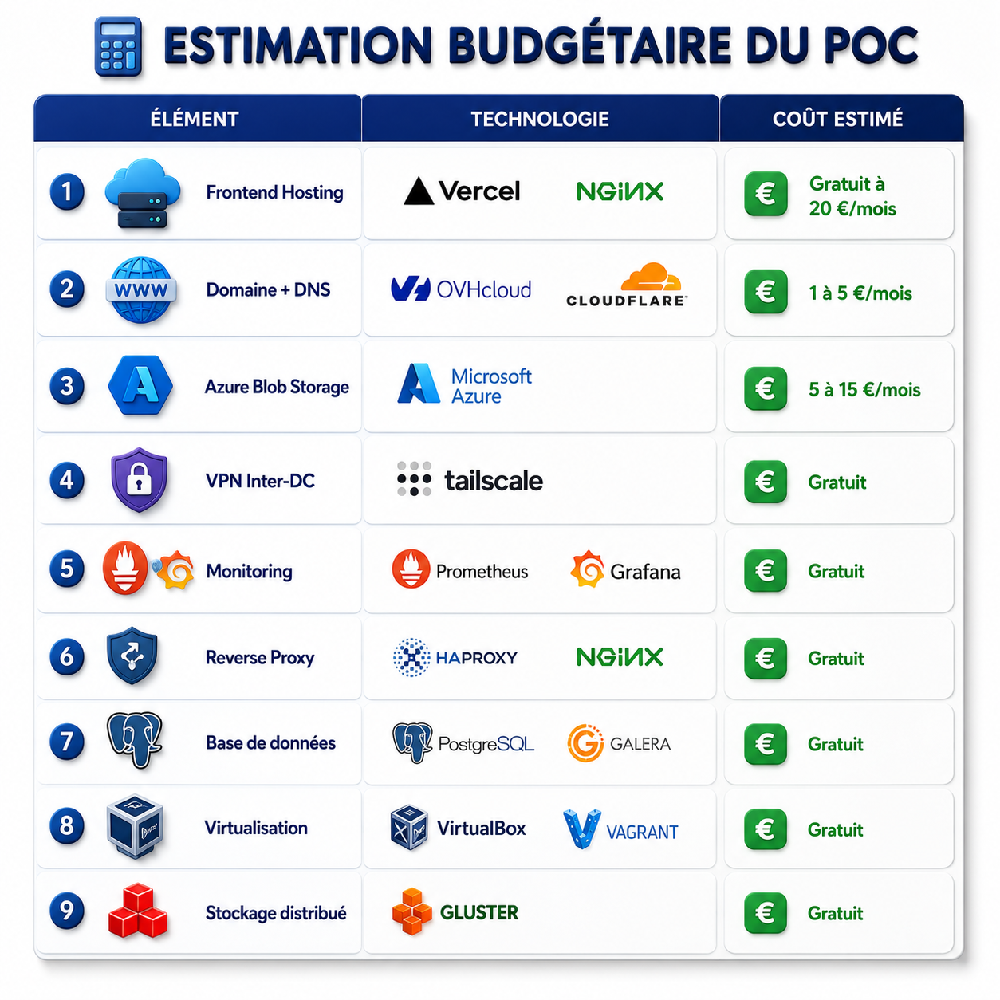 ESTIMATION BUDGÉTAIRE DU POC
ÉLÉMENT TECHNOLOGIE COÛT ESTIMÉ
1 Frontend Hosting Vercel NGINX € Gratuit à
20 €/mois
2 WWW Domaine + DNS OVHcloud CLOUDFLARE € 1 à 5 €/mois
3 Azure Blob Storage Microsoft
Azure € 5 à 15 €/mois
4 VPN Inter-DC tailscale € Gratuit
5 Monitoring Prometheus Grafana € Gratuit
6 Reverse Proxy HAPROXY NGINX € Gratuit
7 Base de données PostgreSQL GALERA € Gratuit
8 Virtualisation VirtualBox VAGRANT € Gratuit
9 Stockage distribué GLUSTER € Gratuit